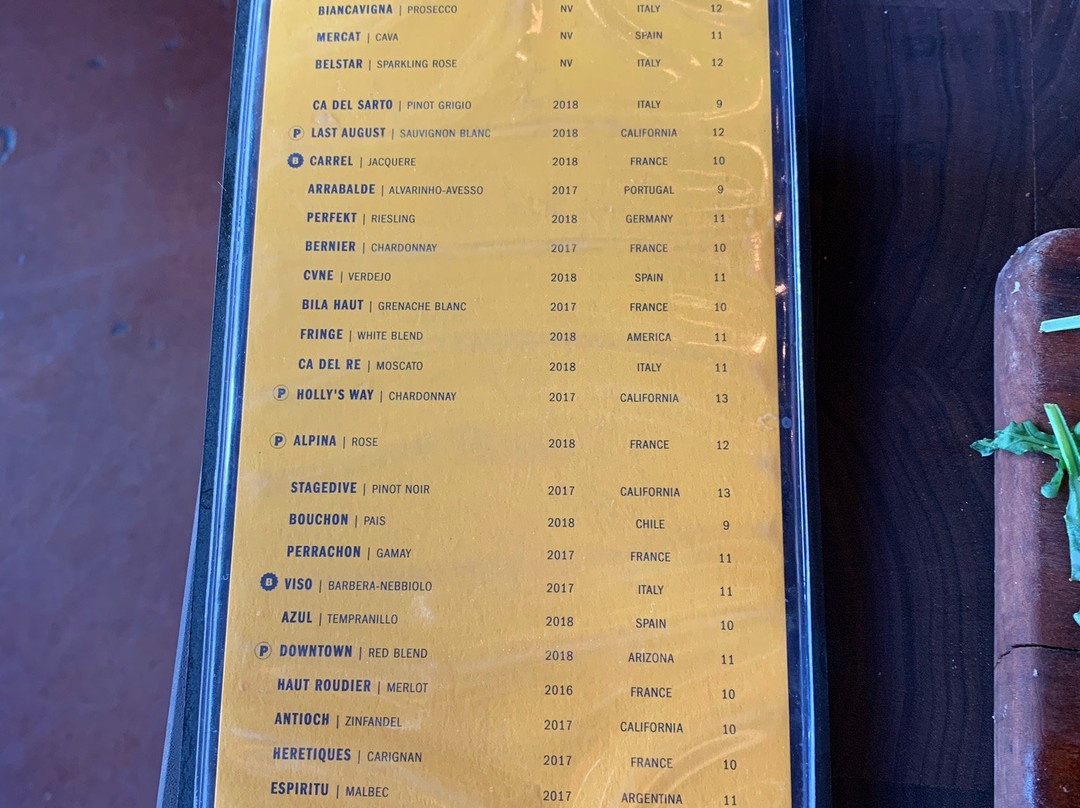 BIANCAVIGNA | PROSECCO NV ITALY 12
MERCAT | CAVA NV SPAIN 11
BELSTAR | SPARKLING ROSE NV ITALY 12
CA DEL SARTO | PINOT GRIGIO 2018 ITALY 9
P LAST AUGUST | SAUVIGNON BLANC 2018 CALIFORNIA 12
B CARREL | JACQUERE 2018 FRANCE 10
ARRABALDE | ALVARINHO-AVESSO 2017 PORTUGAL 9
PERFEKT | RIESLING 2018 GERMANY 11
BERNIER | CHARDONNAY 2017 FRANCE 10
CVNE | VERDEJO 2018 SPAIN 11
BILA HAUT | GRENACHE BLANC 2017 FRANCE 10
FRINGE | WHITE BLEND 2018 AMERICA 11
CA DEL RE | MOSCATO 2018 ITALY 11
P HOLLY'S WAY | CHARDONNAY 2017 CALIFORNIA 13
P ALPINA | ROSE 2018 FRANCE 12
STAGEDIVE | PINOT NOIR 2017 CALIFORNIA 13
BOUCHON | PAIS 2018 CHILE 9
PERRACHON | GAMAY 2017 FRANCE 11
B VISO | BARBERA-NEBBIOLO 2017 ITALY 11
AZUL | TEMPRANILLO 2018 SPAIN 10
P DOWNTOWN | RED BLEND 2018 ARIZONA 11
HAUT ROUDIER | MERLOT 2016 FRANCE 10
ANTIOCH | ZINFANDEL 2017 CALIFORNIA 10
HERETIQUES | CARIGNAN 2017 FRANCE 10
ESPIRITU | MALBEC 2017 ARGENTINA 11